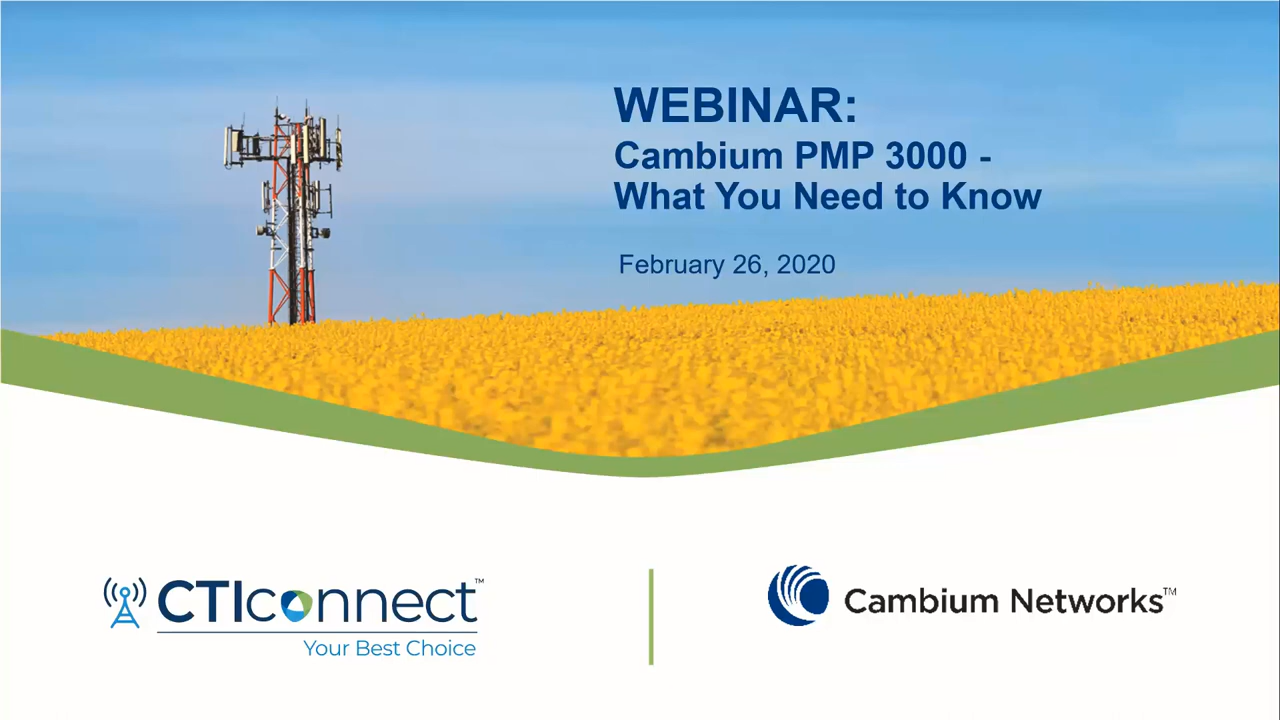 WEBINAR:
Cambium PMP 3000 -
What You Need to Know
February 26, 2020
CTIconnect™
Your Best Choice
Cambium Networks™